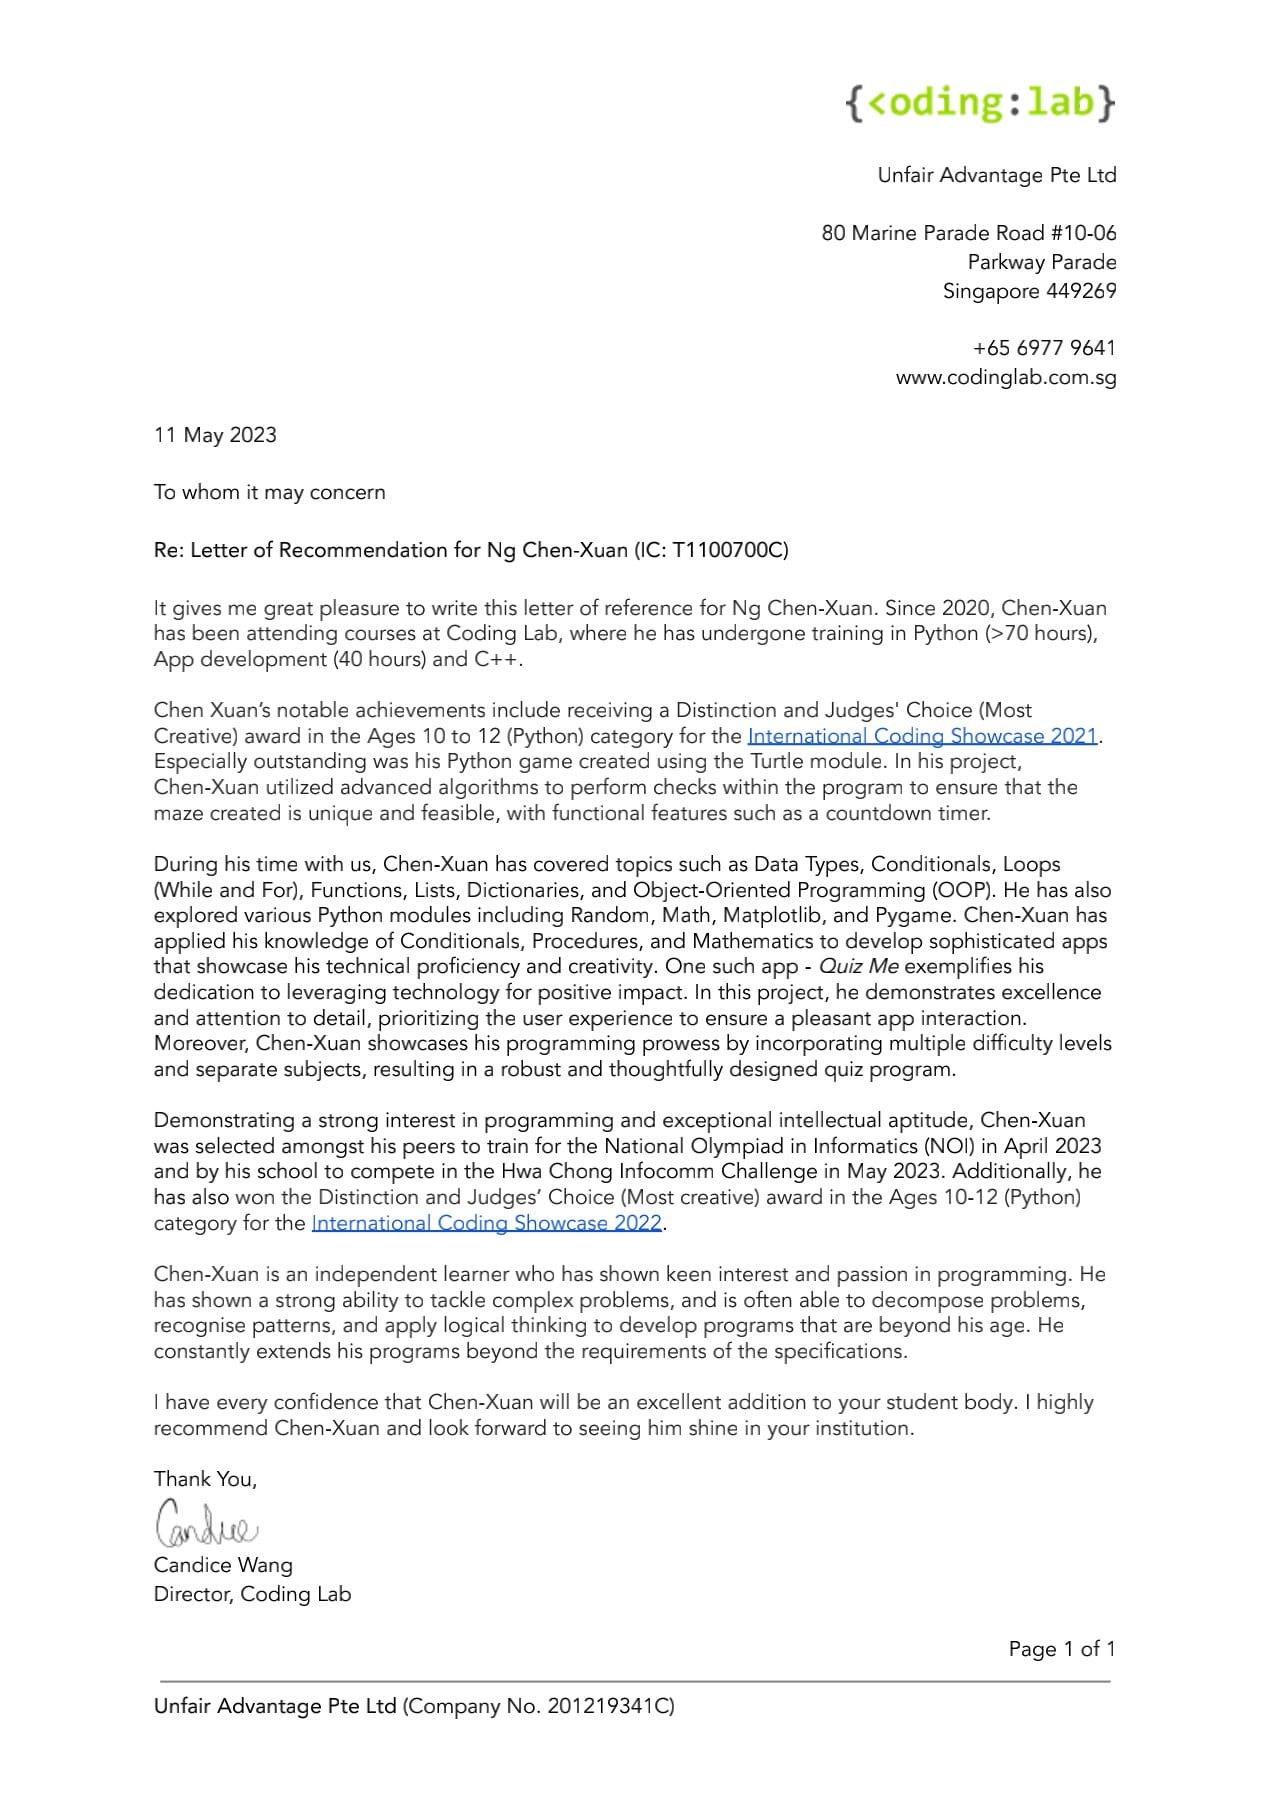 {<oding:lab}
Unfair Advantage Pte Ltd
80 Marine Parade Road #10-06
Parkway Parade
Singapore 449269
+65 6977 9641
www.codinglab.com.sg
11 May 2023
To whom it may concern
Re: Letter of Recommendation for Ng Chen-Xuan (IC: T1100700C)
It gives me great pleasure to write this letter of reference for Ng Chen-Xuan. Since 2020, Chen-Xuan
has been attending courses at Coding Lab, where he has undergone training in Python (>70 hours),
App development (40 hours) and C++.
Chen Xuan’s notable achievements include receiving a Distinction and Judges' Choice (Most
Creative) award in the Ages 10 to 12 (Python) category for the International Coding Showcase 2021.
Especially outstanding was his Python game created using the Turtle module. In his project,
Chen-Xuan utilized advanced algorithms to perform checks within the program to ensure that the
maze created is unique and feasible, with functional features such as a countdown timer.
During his time with us, Chen-Xuan has covered topics such as Data Types, Conditionals, Loops
(While and For), Functions, Lists, Dictionaries, and Object-Oriented Programming (OOP). He has also
explored various Python modules including Random, Math, Matplotlib, and Pygame. Chen-Xuan has
applied his knowledge of Conditionals, Procedures, and Mathematics to develop sophisticated apps
that showcase his technical proficiency and creativity. One such app - Quiz Me exemplifies his
dedication to leveraging technology for positive impact. In this project, he demonstrates excellence
and attention to detail, prioritizing the user experience to ensure a pleasant app interaction.
Moreover, Chen-Xuan showcases his programming prowess by incorporating multiple difficulty levels
and separate subjects, resulting in a robust and thoughtfully designed quiz program.
Demonstrating a strong interest in programming and exceptional intellectual aptitude, Chen-Xuan
was selected amongst his peers to train for the National Olympiad in Informatics (NOI) in April 2023
and by his school to compete in the Hwa Chong Infocomm Challenge in May 2023. Additionally, he
has also won the Distinction and Judges’ Choice (Most creative) award in the Ages 10-12 (Python)
category for the International Coding Showcase 2022.
Chen-Xuan is an independent learner who has shown keen interest and passion in programming. He
has shown a strong ability to tackle complex problems, and is often able to decompose problems,
recognise patterns, and apply logical thinking to develop programs that are beyond his age. He
constantly extends his programs beyond the requirements of the specifications.
I have every confidence that Chen-Xuan will be an excellent addition to your student body. I highly
recommend Chen-Xuan and look forward to seeing him shine in your institution.
Thank You,
Candice
Candice Wang
Director, Coding Lab
Page 1 of 1
Unfair Advantage Pte Ltd (Company No. 201219341C)